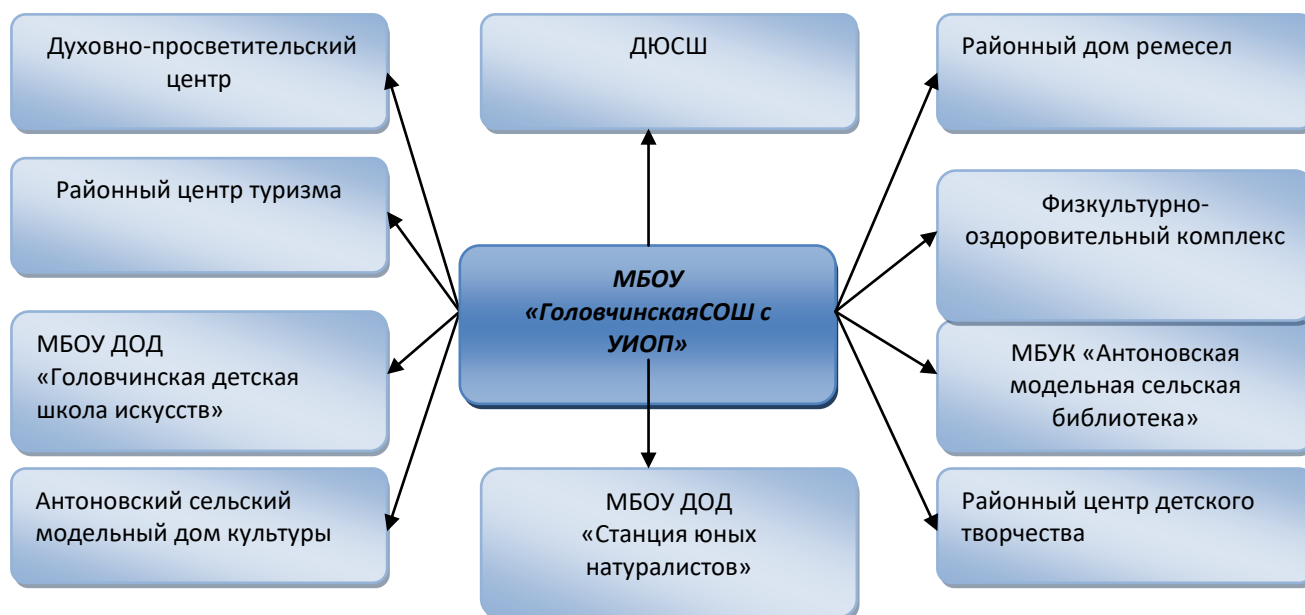 Духовно-просветительский
центр
ДЮСШ
Районный дом ремесел
Районный центр туризма
Физкультурно-
оздоровительный комплекс
МБОУ
«ГоловчинскаяСОШ с
УИОП»
МБОУ ДОД
«Головчинская детская
школа искусств»
МБУК «Антоновская
модельная сельская
библиотека»
Антоновский сельский
модельный дом культуры
МБОУ ДОД
«Станция юных
натуралистов»
Районный центр детского
творчества